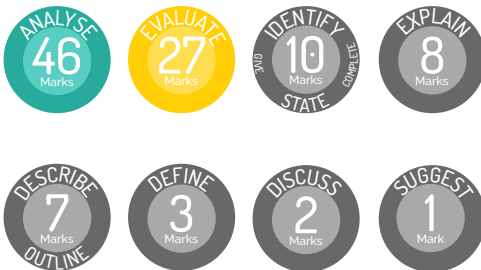 ANALYSE
46
Marks
EVALUATE
27
Marks
IDENTIFY
GIVE
10
Marks
COMPLETE
STATE
EXPLAIN
8
Marks
DESCRIBE
7
Marks
OUTLINE
DEFINE
3
Marks
DISCUSS
2
Marks
SUGGEST
1
Mark